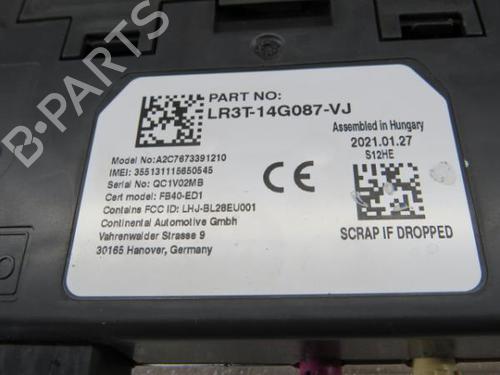 PART NO:
LR3T-14G087-VJ
Assembled in Hungary
2021.01.27
S12HE
Model No:A2C7673391210
IMEI: 355131115650545
Serial No: QC1V02MB
Cert model: FB40-ED1
Contains FCC ID: LHJ-BL28EU001
Continental Automotive GmbH
Vahrenwalder Strasse 9
30165 Hanover, Germany
CE
SCRAP IF DROPPED
B-PARTS